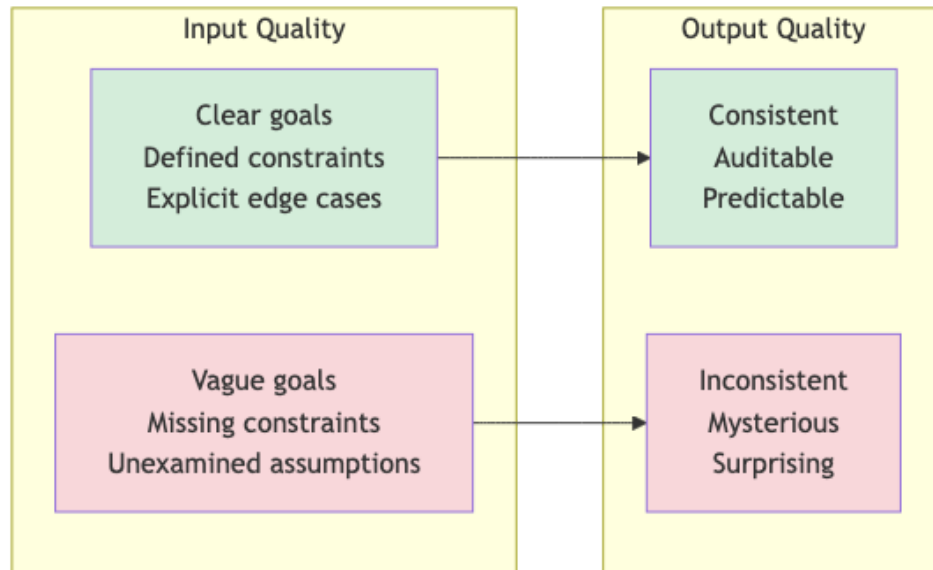 Input Quality
Clear goals
Defined constraints
Explicit edge cases
Vague goals
Missing constraints
Unexamined assumptions
Output Quality
Consistent
Auditable
Predictable
Inconsistent
Mysterious
Surprising